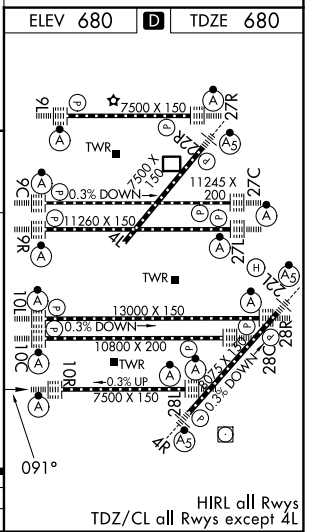 ELEV 680 D TDZE 680
9L
P
7500 X 150
P
A
27R
A
A
P
22R
A5
TWR
7500 X 150
P
9C
A
P
0.3% DOWN
11245 X 200
27C
P
9R
11260 X 150
P
P
A
A
4L
A
27L
TWR
H
22L
A5
10L
A
P
13000 X 150
A
P
0.3% DOWN
28R
10C
P
10800 X 200
P
A
28C
P
TWR
10R
0.3% UP
A
A
8075 X 150
0.3% DOWN
A
7500 X 150
28L
P
4R
A5
091°
HIRL all Rwys
TDZ/CL all Rwys except 4L